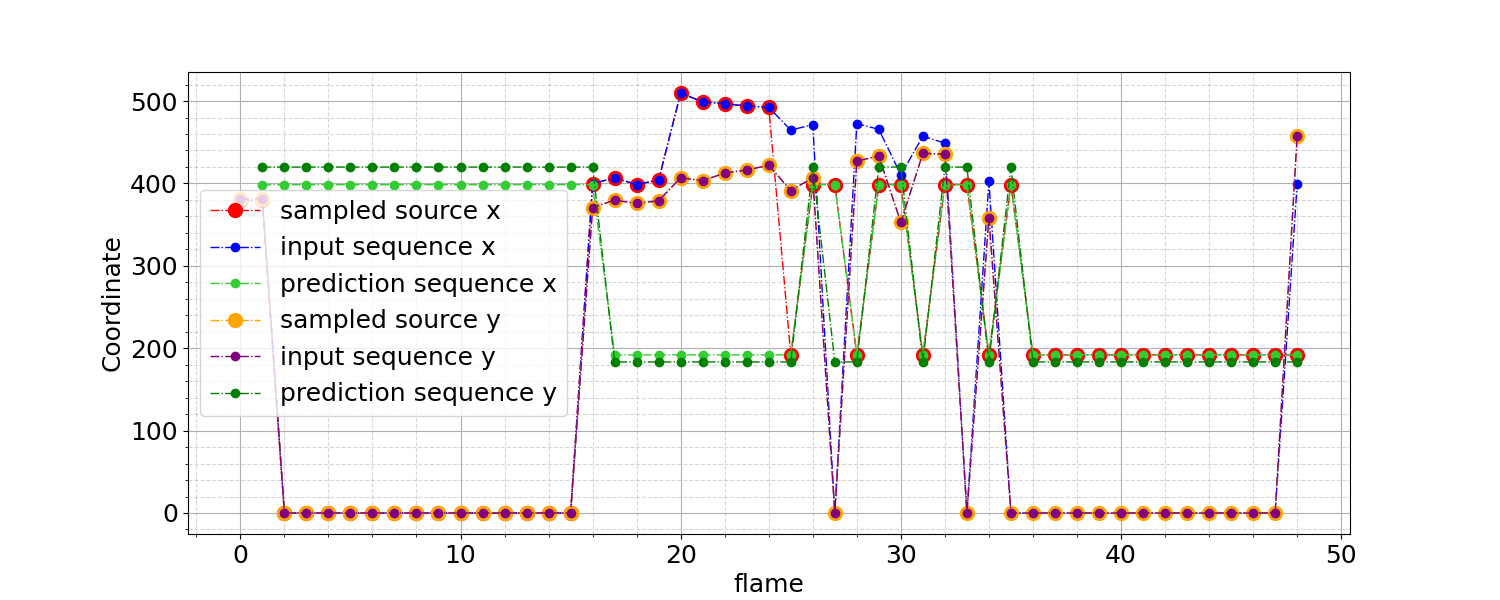 500
400
300
200
100
0
Coordinate
sampled source x
input sequence x
prediction sequence x
sampled source y
input sequence y
prediction sequence y
0 10 20 30 40 50
flame